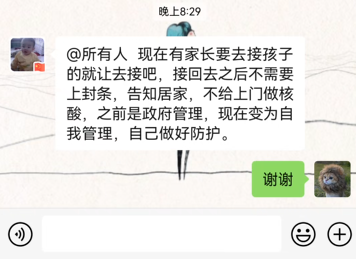 晚上8:29
@所有人 现在有家长要去接孩子
的就让去接吧，接回去之后不需要
上封条，告知居家，不给上门做核
酸，之前是政府管理，现在变为自
我管理，自己做好防护。
谢谢